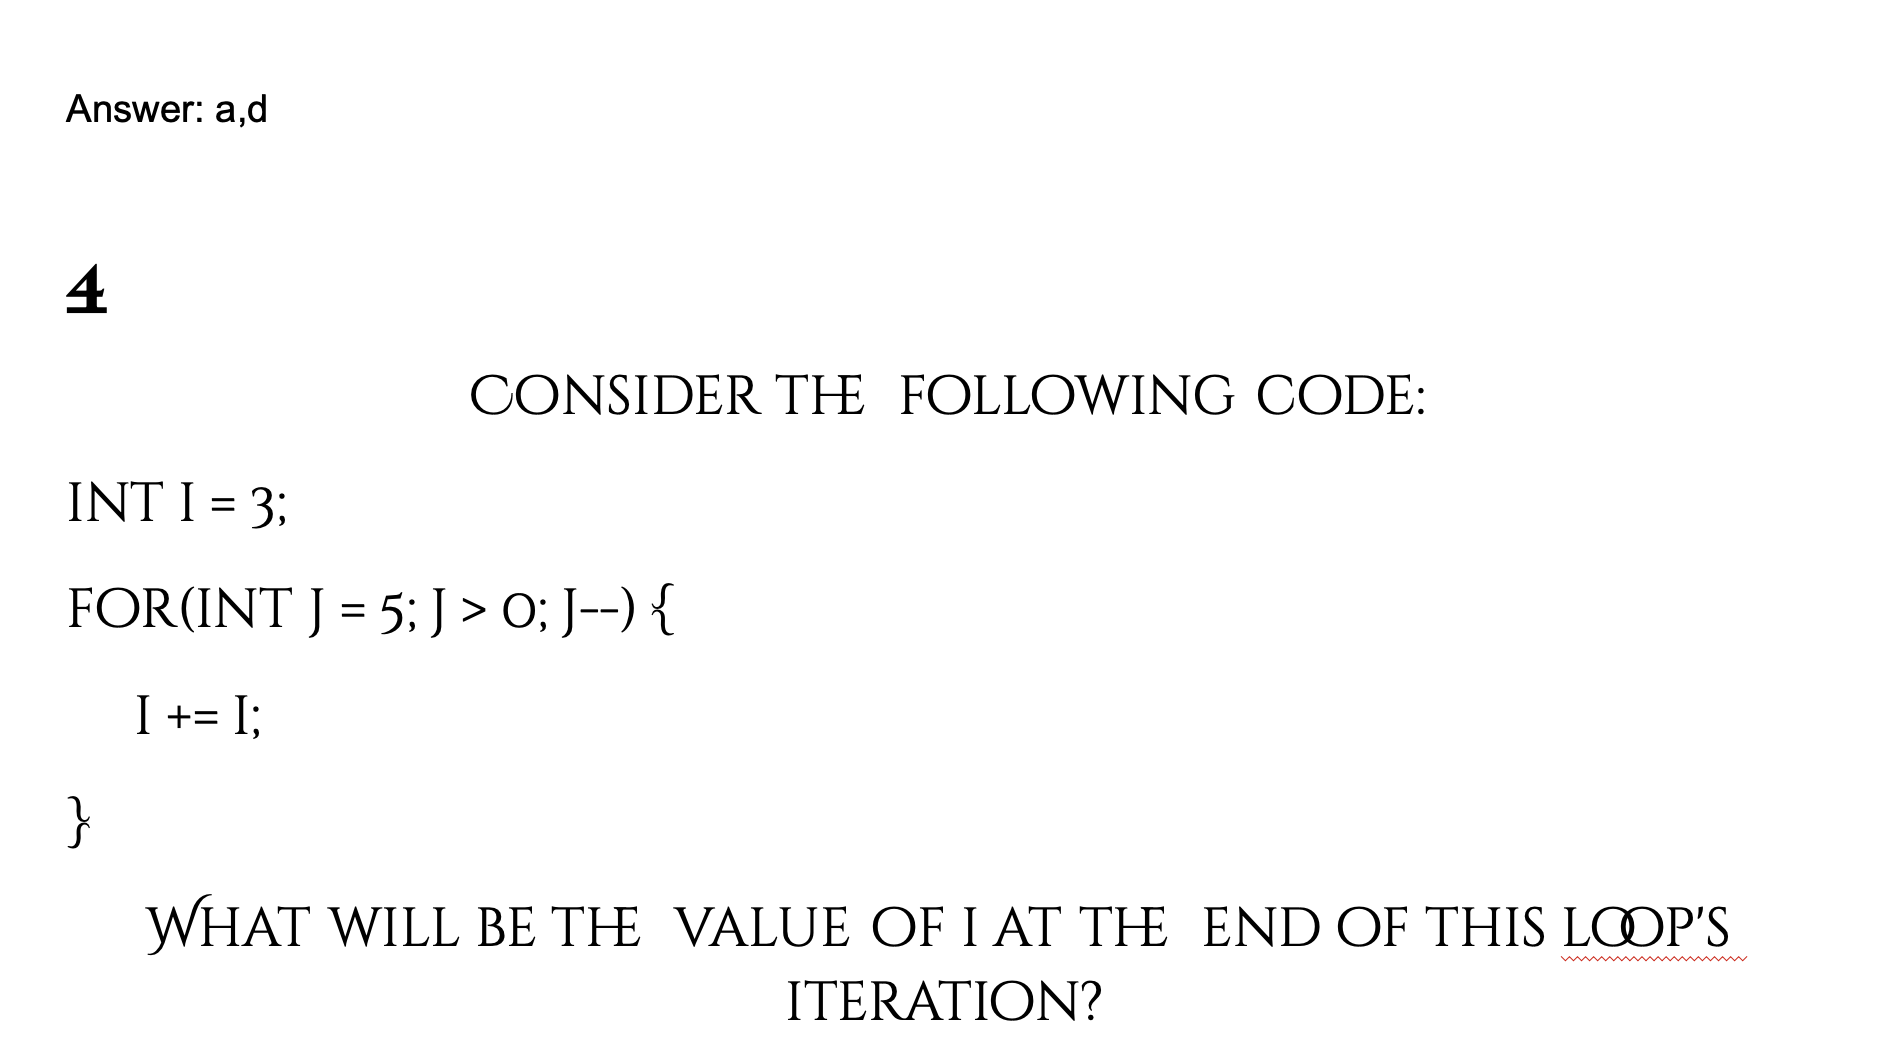 Answer: a,d
4
Consider the following code:
int i = 3;
for(int j = 5; j > 0; j--) {
i += i;
}
What will be the value of i at the end of this loop's
iteration?